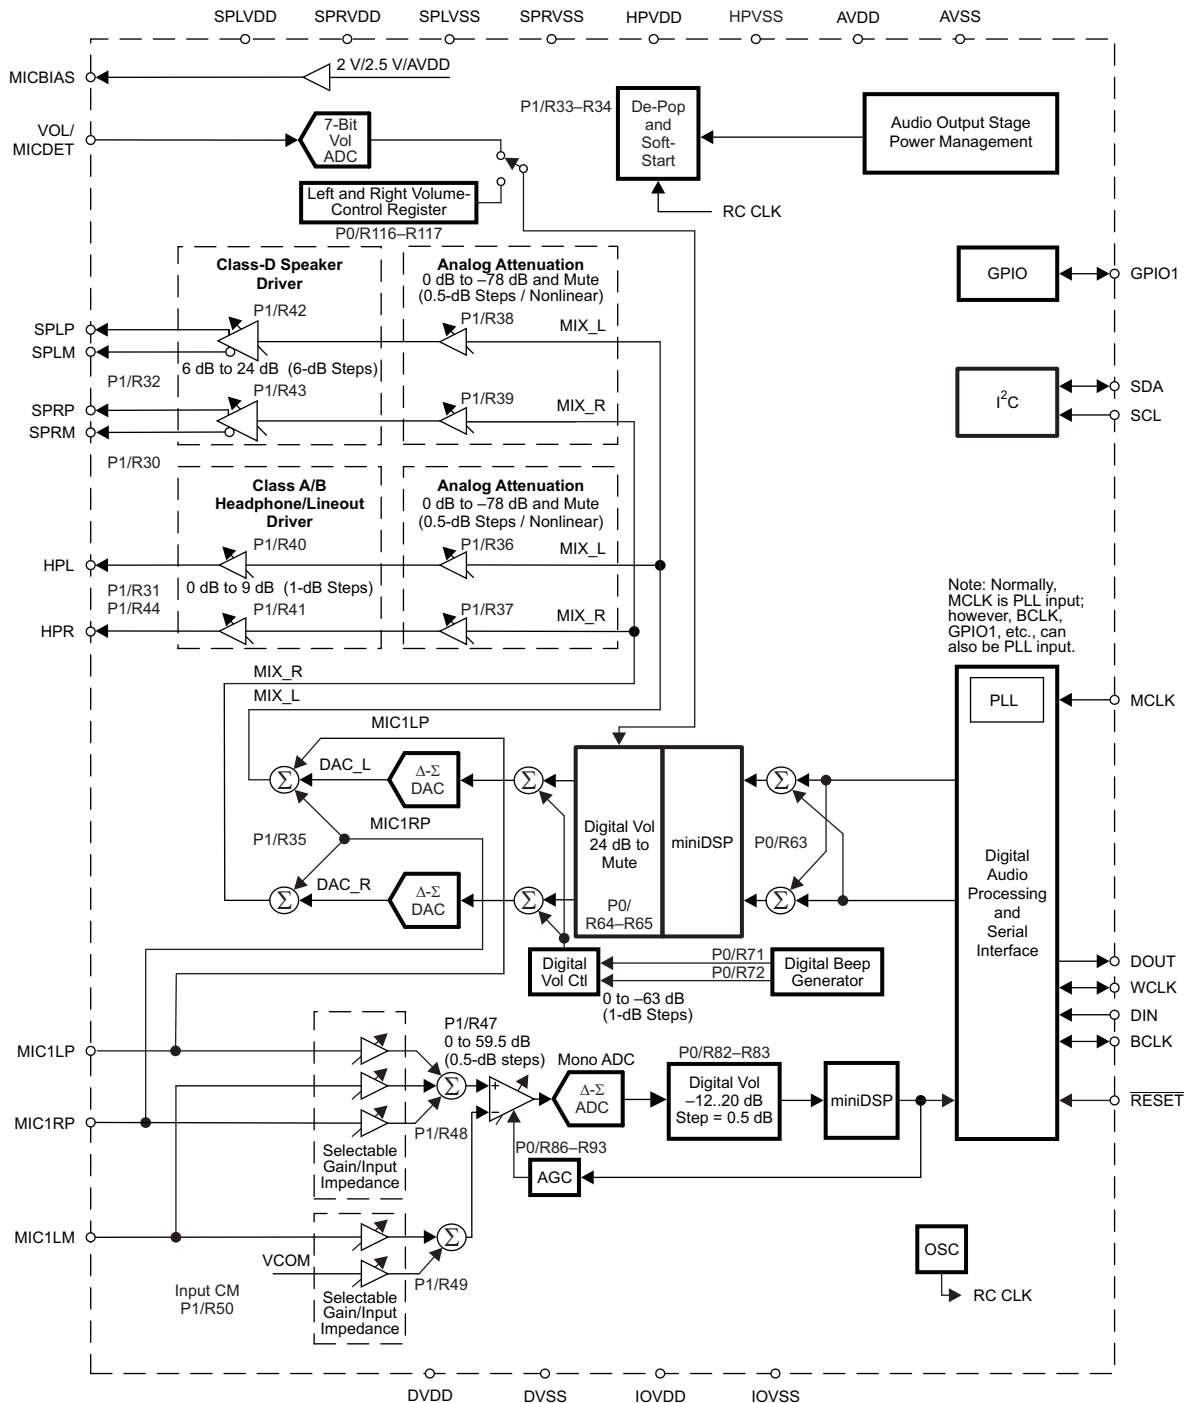 SPLVDD
SPRVDD
SPLVSS
SPRVSS
HPVDD
HPVSS
AVDD
AVSS
MICBIAS
2 V/2.5 V/AVDD
VOL/
MICDET
7-Bit
Vol
ADC
Left and Right Volume-
Control Register
P0/R116–R117
P1/R33–R34
De-Pop
and
Soft-
Start
RC CLK
Audio Output Stage
Power Management
GPIO
GPIO1
I2C
SDA
SCL
Class-D Speaker
Driver
P1/R42
6 dB to 24 dB (6-dB Steps)
P1/R43
Analog Attenuation
0 dB to –78 dB and Mute
(0.5-dB Steps / Nonlinear)
P1/R38
MIX_L
P1/R39
MIX_R
SPLP
SPLM
P1/R32
SPRP
SPRM
P1/R30
Class A/B
Headphone/Lineout
Driver
P1/R40
0 dB to 9 dB (1-dB Steps)
P1/R41
Analog Attenuation
0 dB to –78 dB and Mute
(0.5-dB Steps / Nonlinear)
P1/R36
MIX_L
P1/R37
MIX_R
HPL
P1/R31
P1/R44
HPR
Note: Normally,
MCLK is PLL input;
however, BCLK,
GPIO1, etc., can
also be PLL input.
MIX_R
MIX_L
MIC1LP
PLL
MCLK
Σ
DAC_L
Δ-Σ
DAC
Σ
P1/R35
MIC1RP
Σ
DAC_R
Δ-Σ
DAC
Σ
Digital Vol
24 dB to
Mute
P0/
R64–R65
miniDSP
Σ
P0/R63
Σ
Digital
Audio
Processing
and
Serial
Interface
Digital
Vol Ctl
P0/R71
P0/R72
Digital Beep
Generator
0 to –63 dB
(1-dB Steps)
DOUT
WCLK
DIN
BCLK
RESET
MIC1LP
MIC1RP
MIC1LM
P1/R47
0 to 59.5 dB
(0.5-dB steps)
Σ
P1/R48
+
–
Mono ADC
Δ-Σ
ADC
P0/R82–R83
Digital Vol
–12..20 dB
Step = 0.5 dB
miniDSP
P0/R86–R93
AGC
Selectable
Gain/Input
Impedance
Σ
VCOM
P1/R49
Input CM
P1/R50
Selectable
Gain/Input
Impedance
OSC
RC CLK
DVDD
DVSS
IOVDD
IOVSS